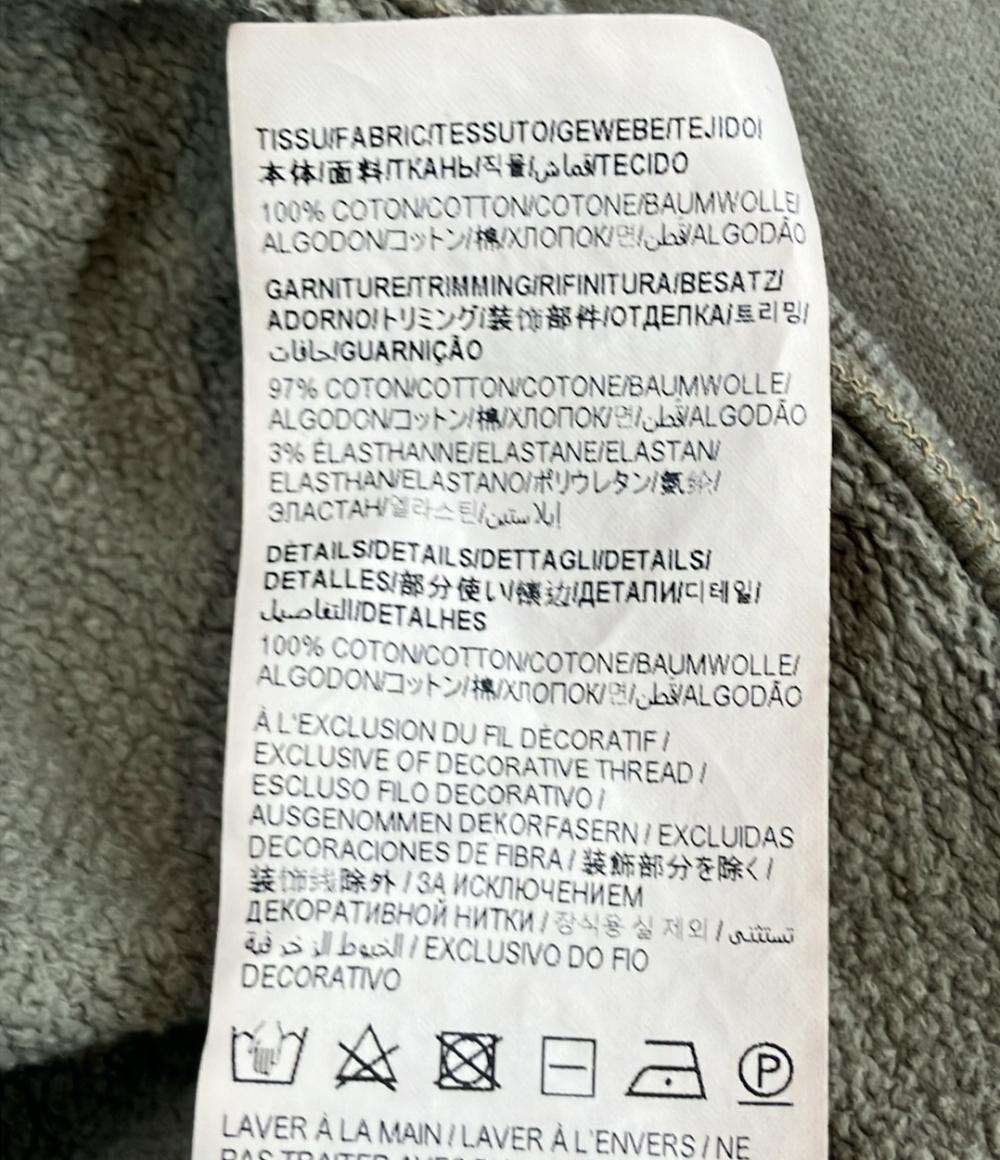 TISSU/FABRIC/TESSUTO/GEWEBE/TEJIDO/
本体/面料/ТКАНЬ/직물/قماش/TECIDO
100% COTON/COTTON/COTONE/BAUMWOLLE/
ALGODON/コットン/棉/ХЛОПОК/면/قطن/ALGODÃO
GARNITURE/TRIMMING/RIFINITURA/BESATZ/
ADORNO/トリミング/装饰部件/ОТДЕПКА/트리밍/
حافات/GUARNIÇÃO
97% COTON/COTTON/COTONE/BAUMWOLLE/
ALGODON/コットン/棉/ХЛОПОК/면/قطن/ALGODÃO
3% ÉLASTHANNE/ELASTANE/ELASTAN/
ELASTHAN/ELASTANO/ポリウレタン/氨纶/
ЭЛАСТАН/엘라스틴/إيلاستين
DÉTAILS/DETAILS/DETTAGLI/DETAILS/
DETALLES/部分使い/镶边/ДЕТАПИ/디테일/
التفاصيل/DETALHES
100% COTON/COTTON/COTONE/BAUMWOLLE/
ALGODON/コットン/棉/ХЛОПОК/면/قطن/ALGODÃO
À L'EXCLUSION DU FIL DÉCORATIF /
EXCLUSIVE OF DECORATIVE THREAD /
ESCLUSO FILO DECORATIVO /
AUSGENOMMEN DEKORFASERN / EXCLUIDAS
DECORACIONES DE FIBRA / 装飾部分を除く /
装饰线除外 / ЗА ИСКЛЮЧЕНИЕМ
ДЕКОРАТИВНОЙ НИТКИ / 장식용 실 제외 / تستثنى
الخيوط الزخرفية / EXCLUSIVO DO FIO
DECORATIVO
P
LAVER À LA MAIN / LAVER À L'ENVERS / NE
PAS TRAITER